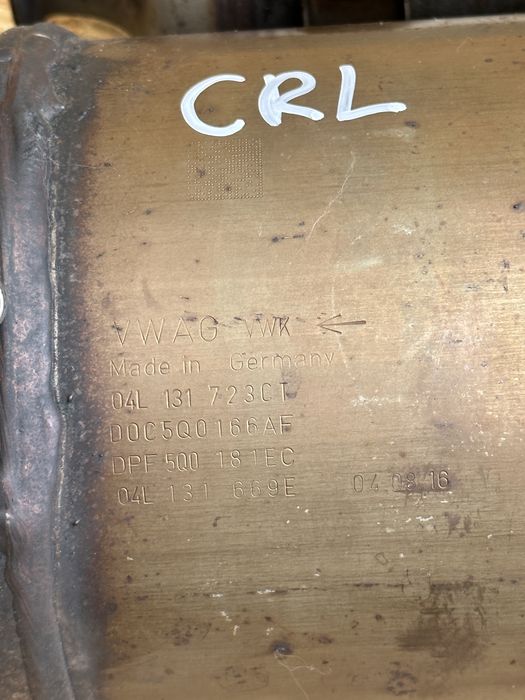 CRL
VWAG VWK
Made in Germany
04L 131 723CT
DOC5Q0166AF
DPF 5Q0 181EC
04L 131 669E 04 08 16